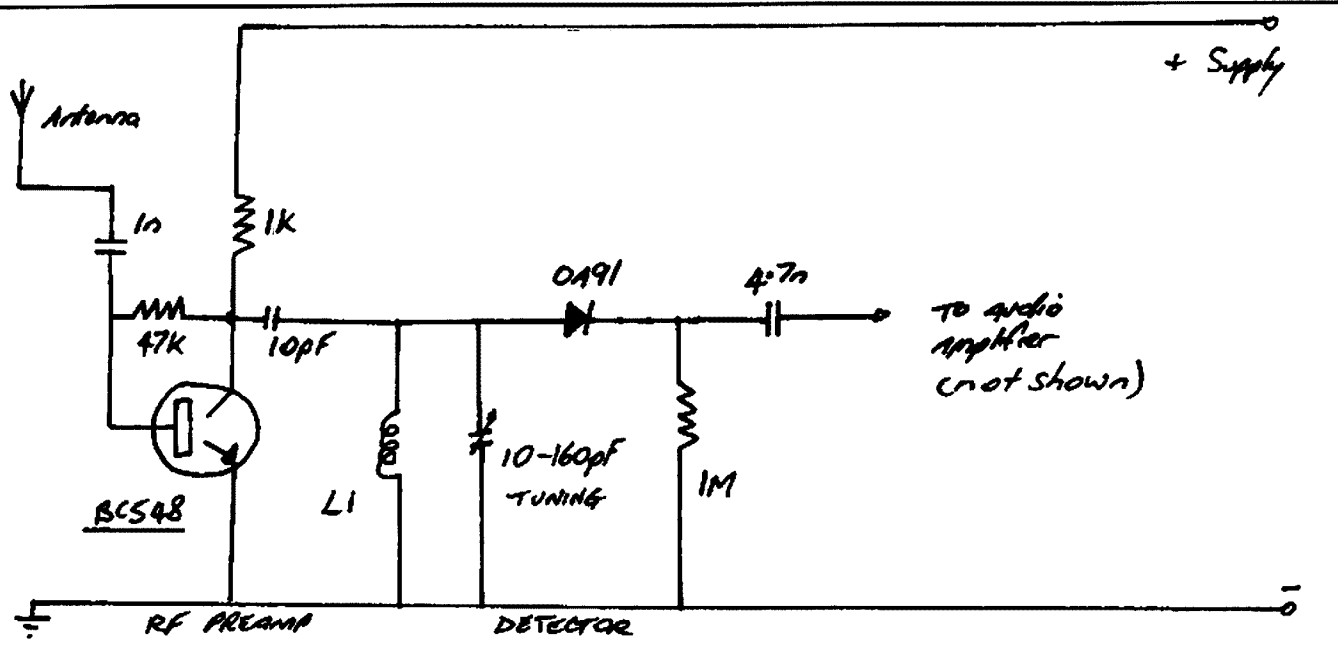 + Supply
Antenna
1n
1K
47K
10pF
OA91
4.7n
TO audio
amplifier
(not shown)
L1
10-160pF
TUNING
1M
BC548
RF PREAMP
DETECTOR
-